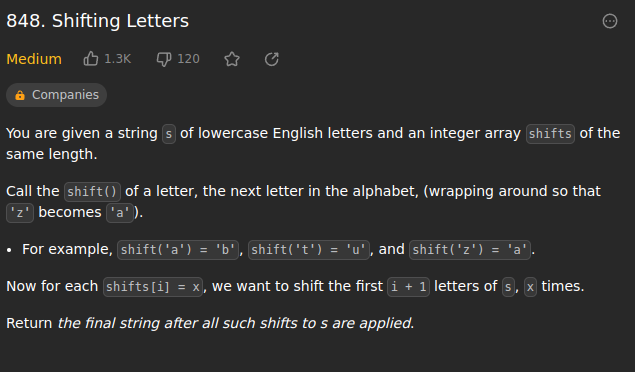 848. Shifting Letters
Medium 1.3K 120
Companies
You are given a string s of lowercase English letters and an integer array shifts of the
same length.
Call the shift() of a letter, the next letter in the alphabet, (wrapping around so that
'z' becomes 'a').
• For example, shift('a') = 'b', shift('t') = 'u', and shift('z') = 'a'.
Now for each shifts[i] = x, we want to shift the first i + 1 letters of s, x times.
Return the final string after all such shifts to s are applied.